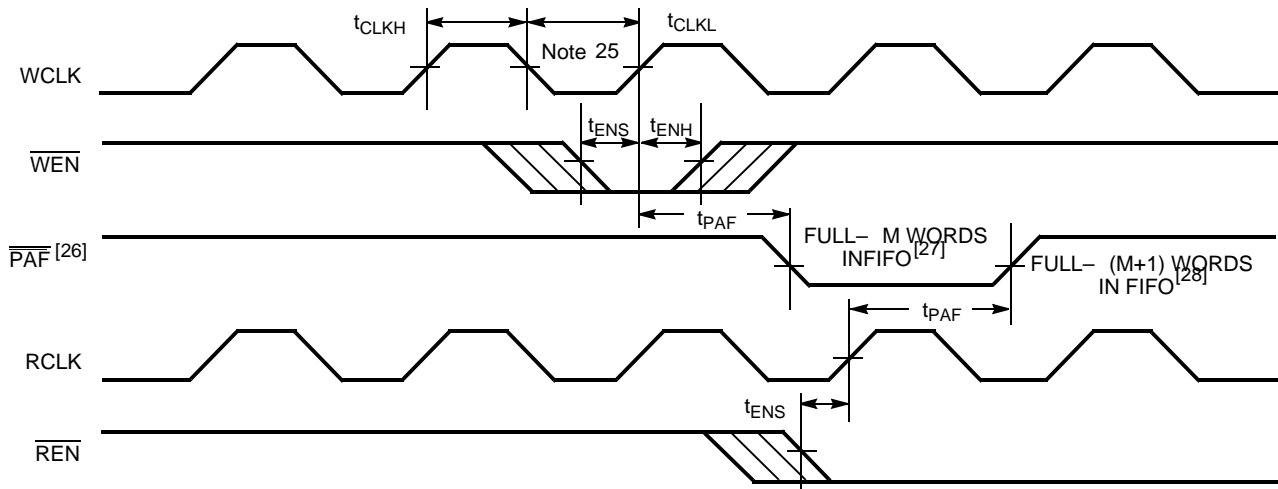 tCLKH
tCLKL
Note 25
WCLK
tENS
tENH
WEN
tPAF
FULL– M WORDS
INFIFO[27]
PAF [26]
FULL– (M+1) WORDS
IN FIFO[28]
tPAF
RCLK
tENS
REN